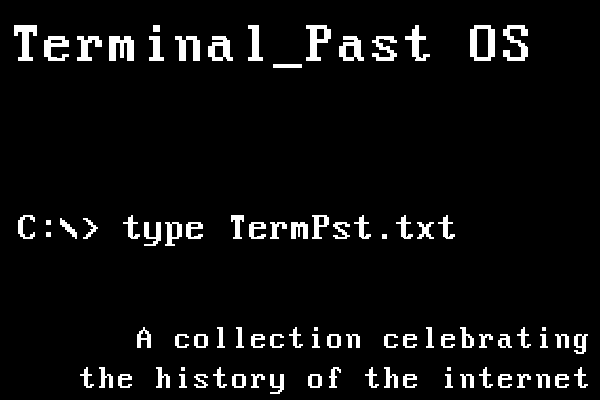 Terminal_Past OS
C:\> type TermPst.txt
A collection celebrating
the history of the internet